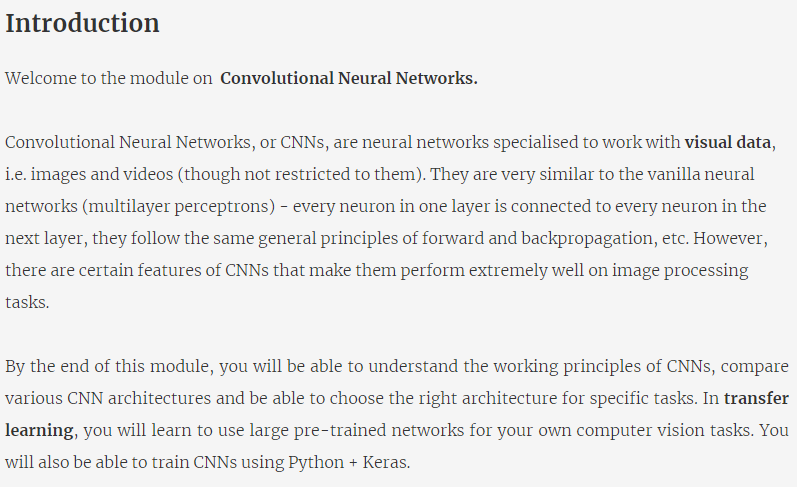 Introduction
Welcome to the module on Convolutional Neural Networks.
Convolutional Neural Networks, or CNNs, are neural networks specialised to work with visual data,
i.e. images and videos (though not restricted to them). They are very similar to the vanilla neural
networks (multilayer perceptrons) - every neuron in one layer is connected to every neuron in the
next layer, they follow the same general principles of forward and backpropagation, etc. However,
there are certain features of CNNs that make them perform extremely well on image processing
tasks.
By the end of this module, you will be able to understand the working principles of CNNs, compare
various CNN architectures and be able to choose the right architecture for specific tasks. In transfer
learning, you will learn to use large pre-trained networks for your own computer vision tasks. You
will also be able to train CNNs using Python + Keras.